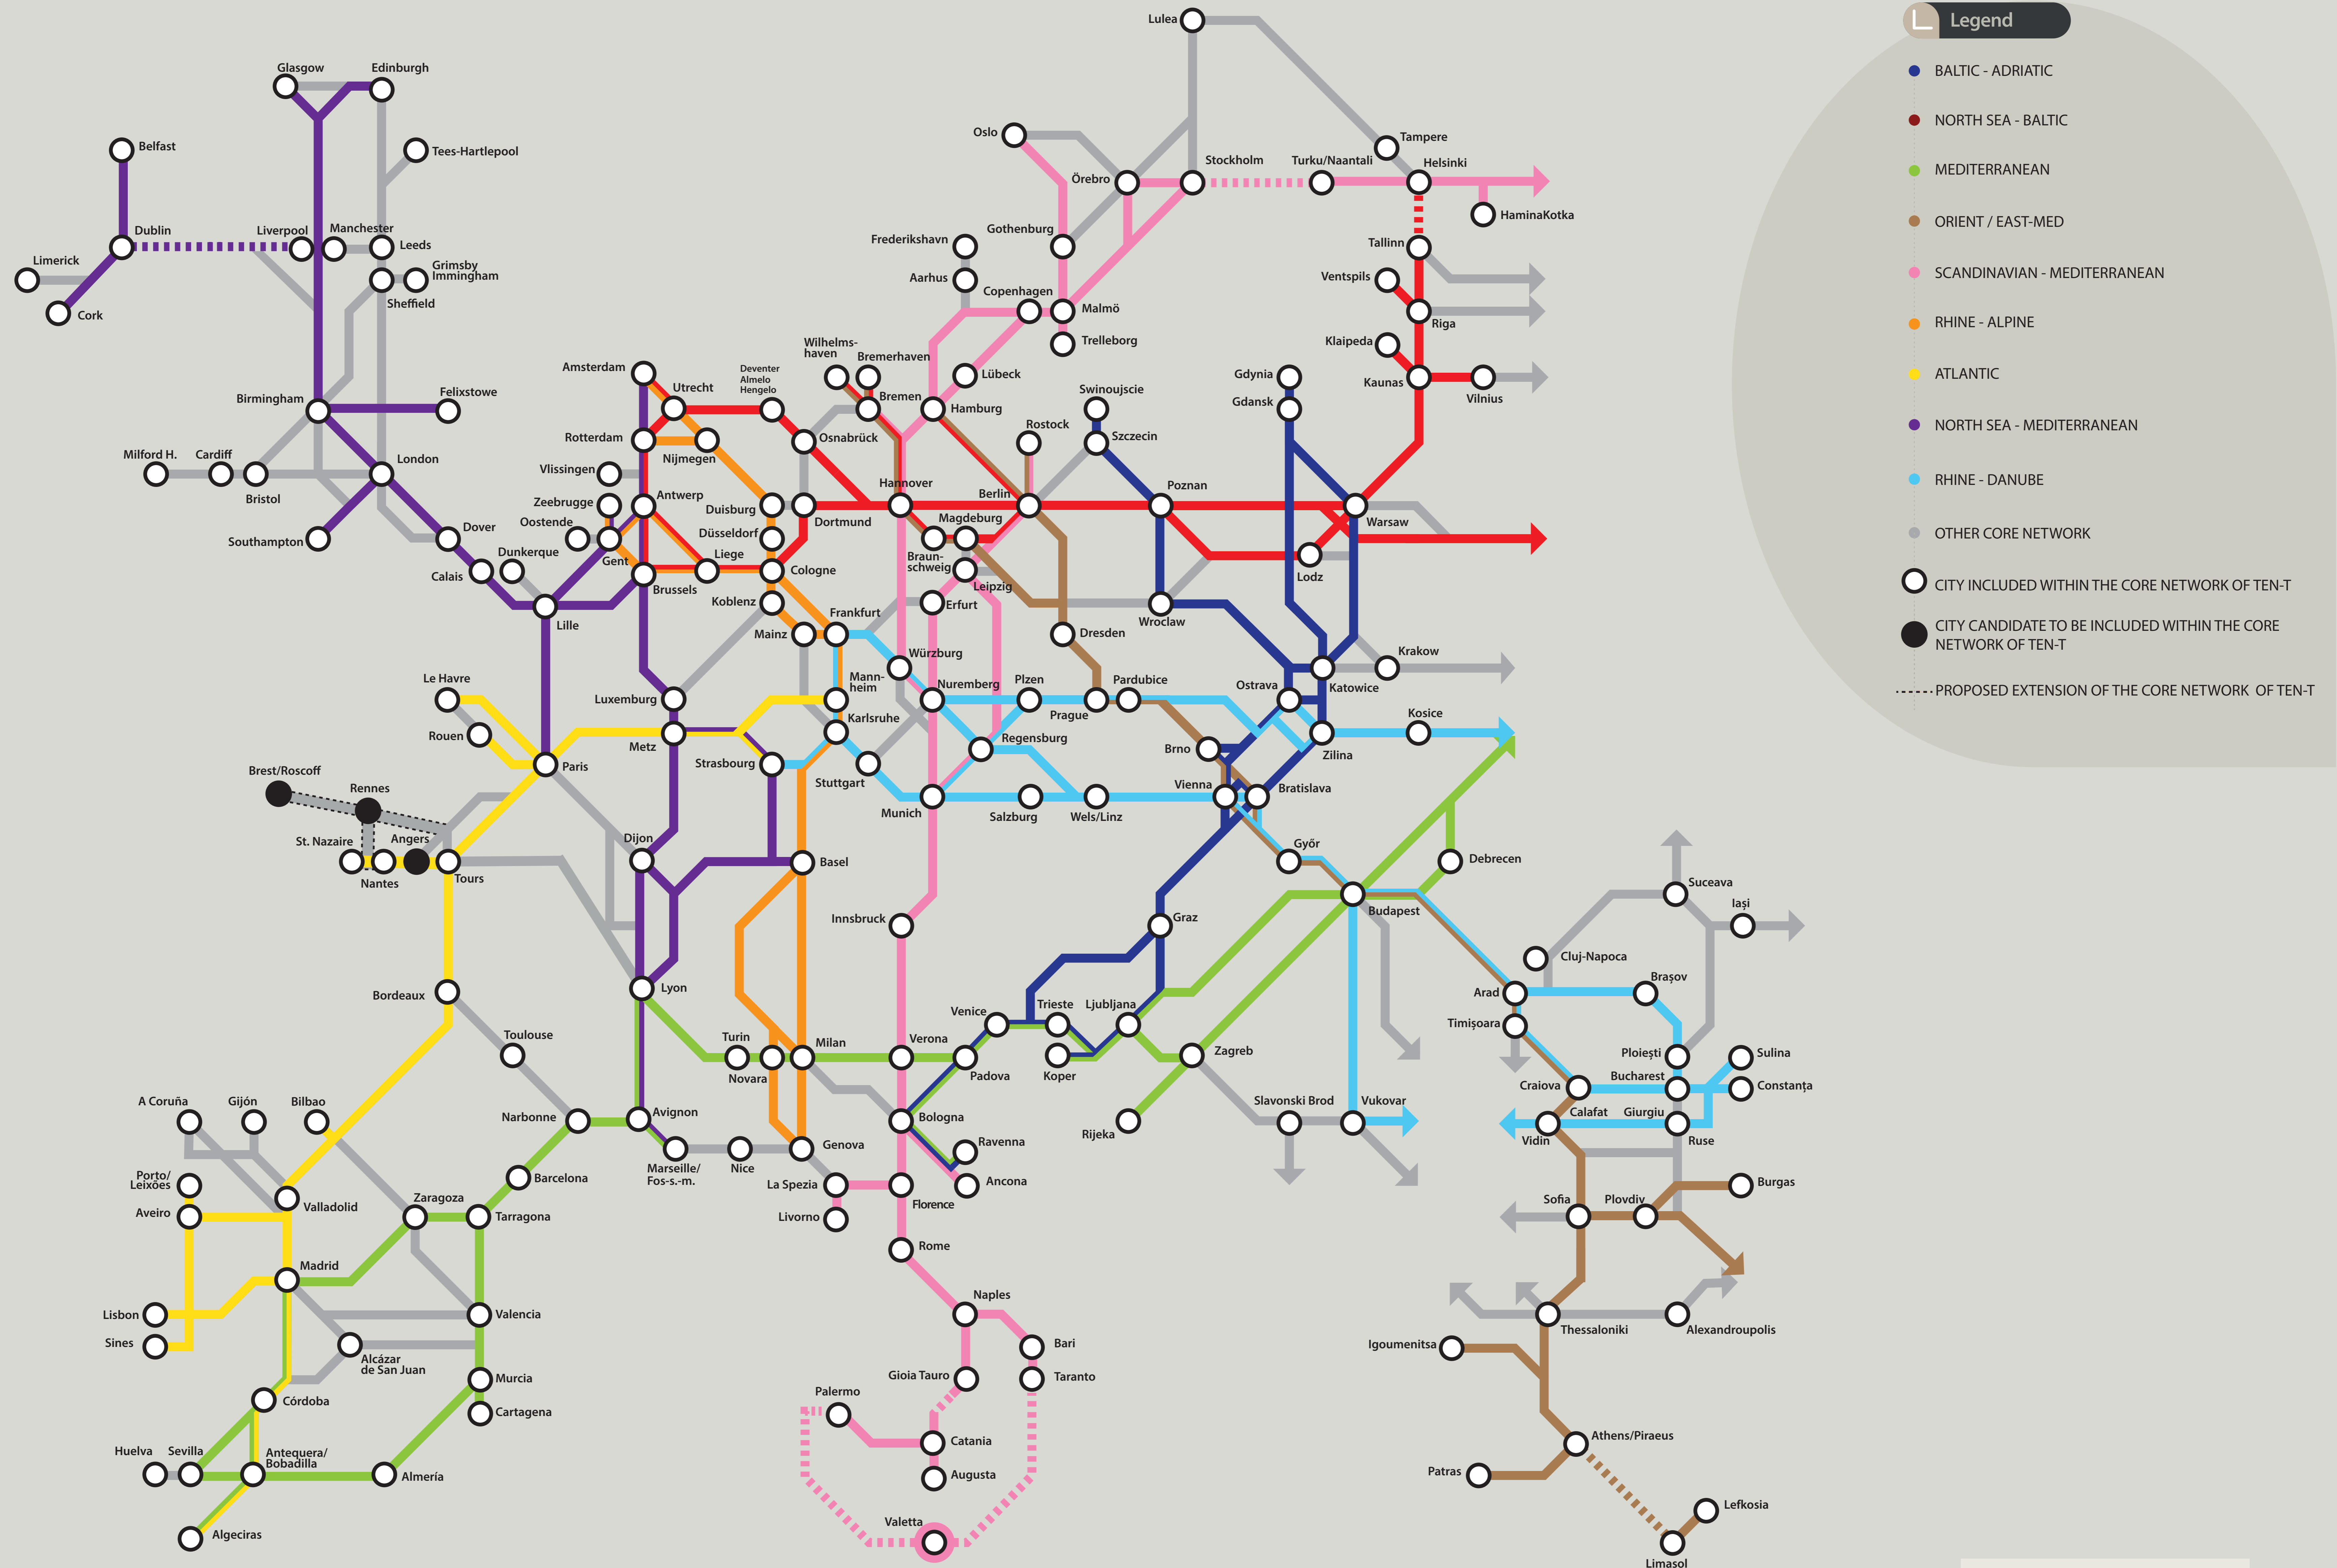 Legend
BALTIC - ADRIATIC
NORTH SEA - BALTIC
MEDITERRANEAN
ORIENT / EAST-MED
SCANDINAVIAN - MEDITERRANEAN
RHINE - ALPINE
ATLANTIC
NORTH SEA - MEDITERRANEAN
RHINE - DANUBE
OTHER CORE NETWORK
CITY INCLUDED WITHIN THE CORE NETWORK OF TEN-T
CITY CANDIDATE TO BE INCLUDED WITHIN THE CORE
NETWORK OF TEN-T
PROPOSED EXTENSION OF THE CORE NETWORK OF TEN-T
Lulea
Glasgow
Edinburgh
Oslo
Tampere
Belfast
Tees-Hartlepool
Stockholm
Turku/Naantali
Helsinki
Örebro
HaminaKotka
Dublin
Liverpool
Manchester
Leeds
Frederikshavn
Gothenburg
Tallinn
Limerick
Grimsby
Immingham
Aarhus
Ventspils
Copenhagen
Cork
Sheffield
Malmö
Riga
Wilhelms-
haven
Bremerhaven
Trelleborg
Klaipeda
Amsterdam
Utrecht
Deventer
Almelo
Hengelo
Lübeck
Gdynia
Kaunas
Vilnius
Birmingham
Felixstowe
Bremen
Hamburg
Swinoujscie
Gdansk
Rotterdam
Nijmegen
Osnabrück
Rostock
Szczecin
Milford H.
Cardiff
Bristol
London
Vlissingen
Hannover
Berlin
Poznan
Zeebrugge
Antwerp
Duisburg
Dortmund
Magdeburg
Warsaw
Oostende
Düsseldorf
Southampton
Dover
Dunkerque
Gent
Liege
Braun-
schweig
Calais
Cologne
Leipzig
Lodz
Brussels
Koblenz
Frankfurt
Erfurt
Lille
Mainz
Dresden
Wroclaw
Würzburg
Krakow
Le Havre
Luxemburg
Mann-
heim
Nuremberg
Plzen
Pardubice
Ostrava
Katowice
Prague
Rouen
Metz
Karlsruhe
Regensburg
Kosice
Brno
Zilina
Brest/Roscoff
Paris
Strasbourg
Stuttgart
Rennes
Vienna
Bratislava
Munich
Salzburg
Wels/Linz
St. Nazaire
Angers
Dijon
Győr
Nantes
Tours
Basel
Debrecen
Suceava
Budapest
Iași
Innsbruck
Graz
Cluj-Napoca
Bordeaux
Lyon
Arad
Brașov
Venice
Trieste
Ljubljana
Timișoara
Toulouse
Turin
Milan
Verona
Zagreb
Ploiești
Sulina
Novara
Padova
Koper
Craiova
Bucharest
Constanța
A Coruña
Gijón
Bilbao
Narbonne
Avignon
Bologna
Slavonski Brod
Vukovar
Calafat
Giurgiu
Rijeka
Vidin
Ruse
Genova
Ravenna
Marseille/
Fos-s.-m.
Nice
Porto/
Leixões
Barcelona
La Spezia
Ancona
Burgas
Zaragoza
Valladolid
Florence
Sofia
Plovdiv
Aveiro
Tarragona
Livorno
Rome
Madrid
Naples
Lisbon
Valencia
Thessaloniki
Alexandroupolis
Sines
Alcázar
de San Juan
Bari
Igoumenitsa
Murcia
Gioia Tauro
Taranto
Córdoba
Palermo
Cartagena
Athens/Piraeus
Huelva
Sevilla
Antequera/
Bobadilla
Catania
Almería
Augusta
Patras
Lefkosia
Algeciras
Valetta
Limasol